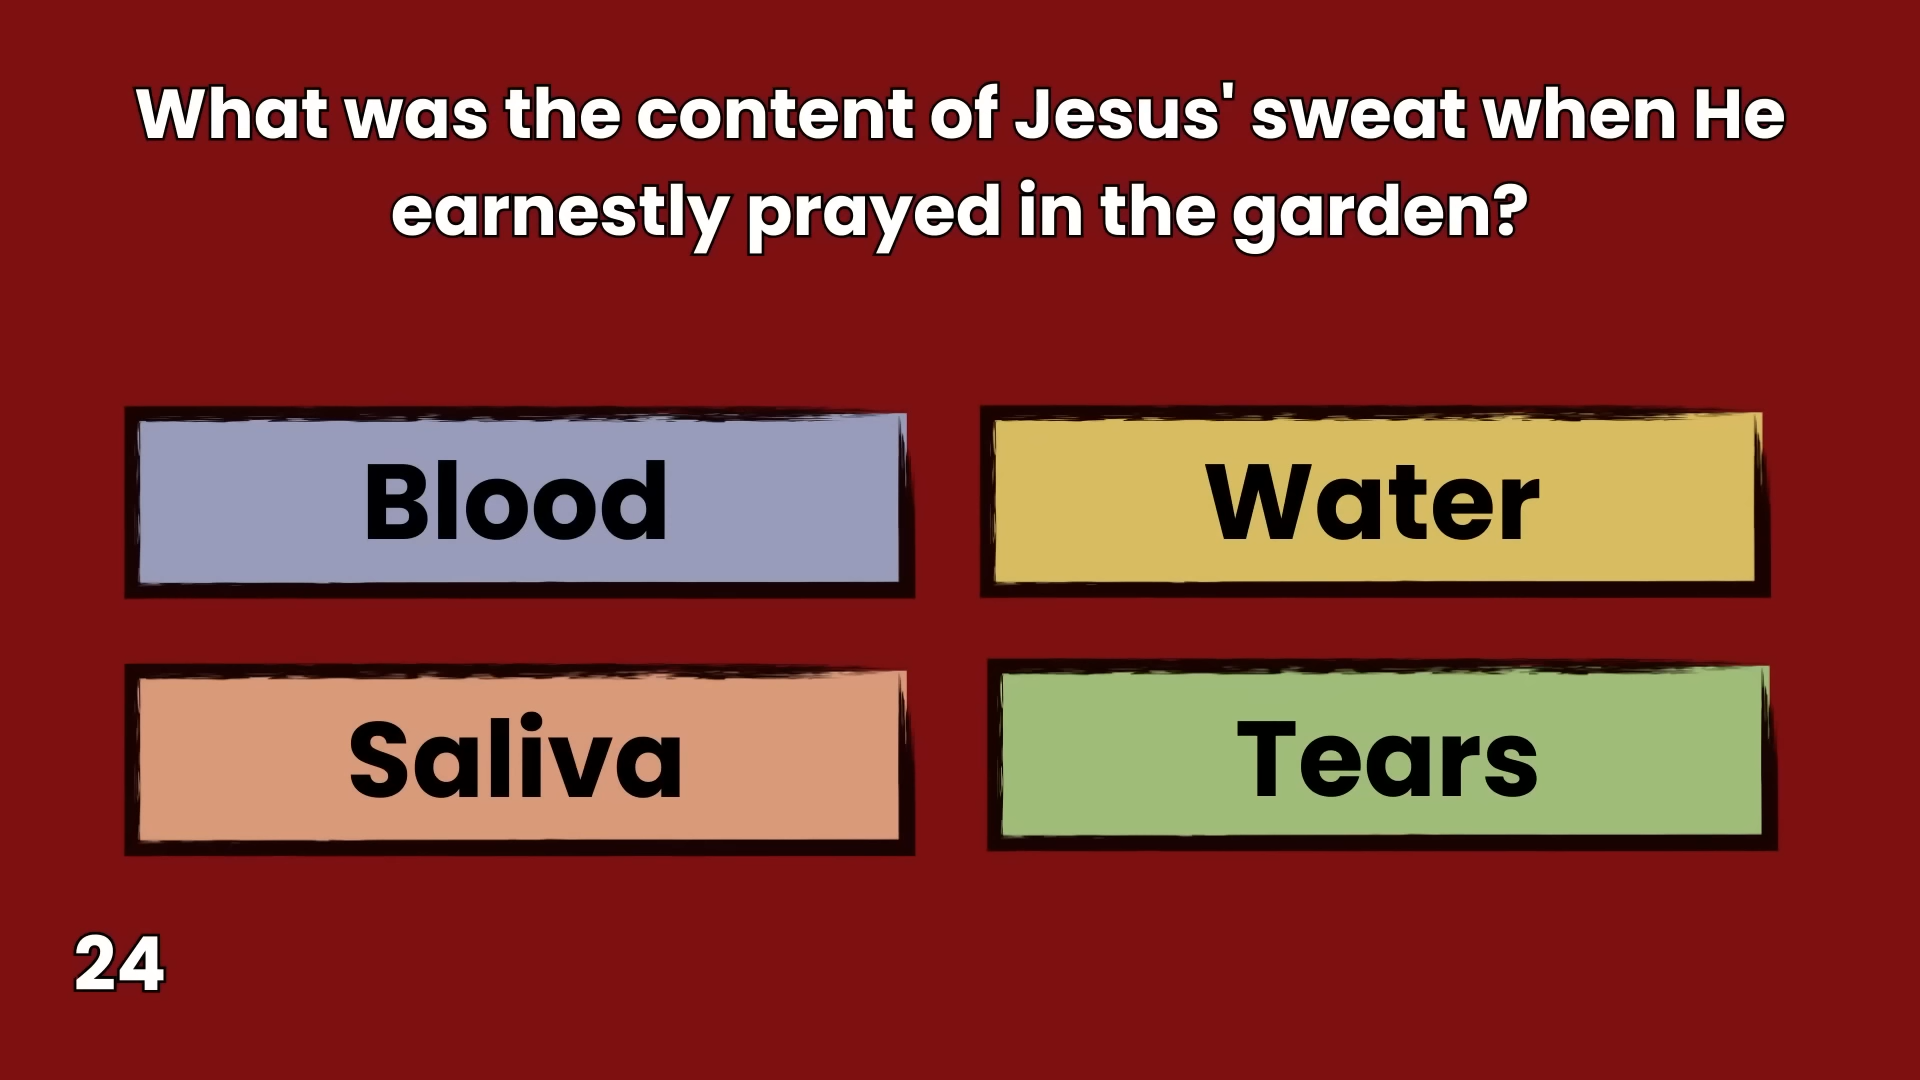 What was the content of Jesus' sweat when He
earnestly prayed in the garden?
Blood
Water
Saliva
Tears
24